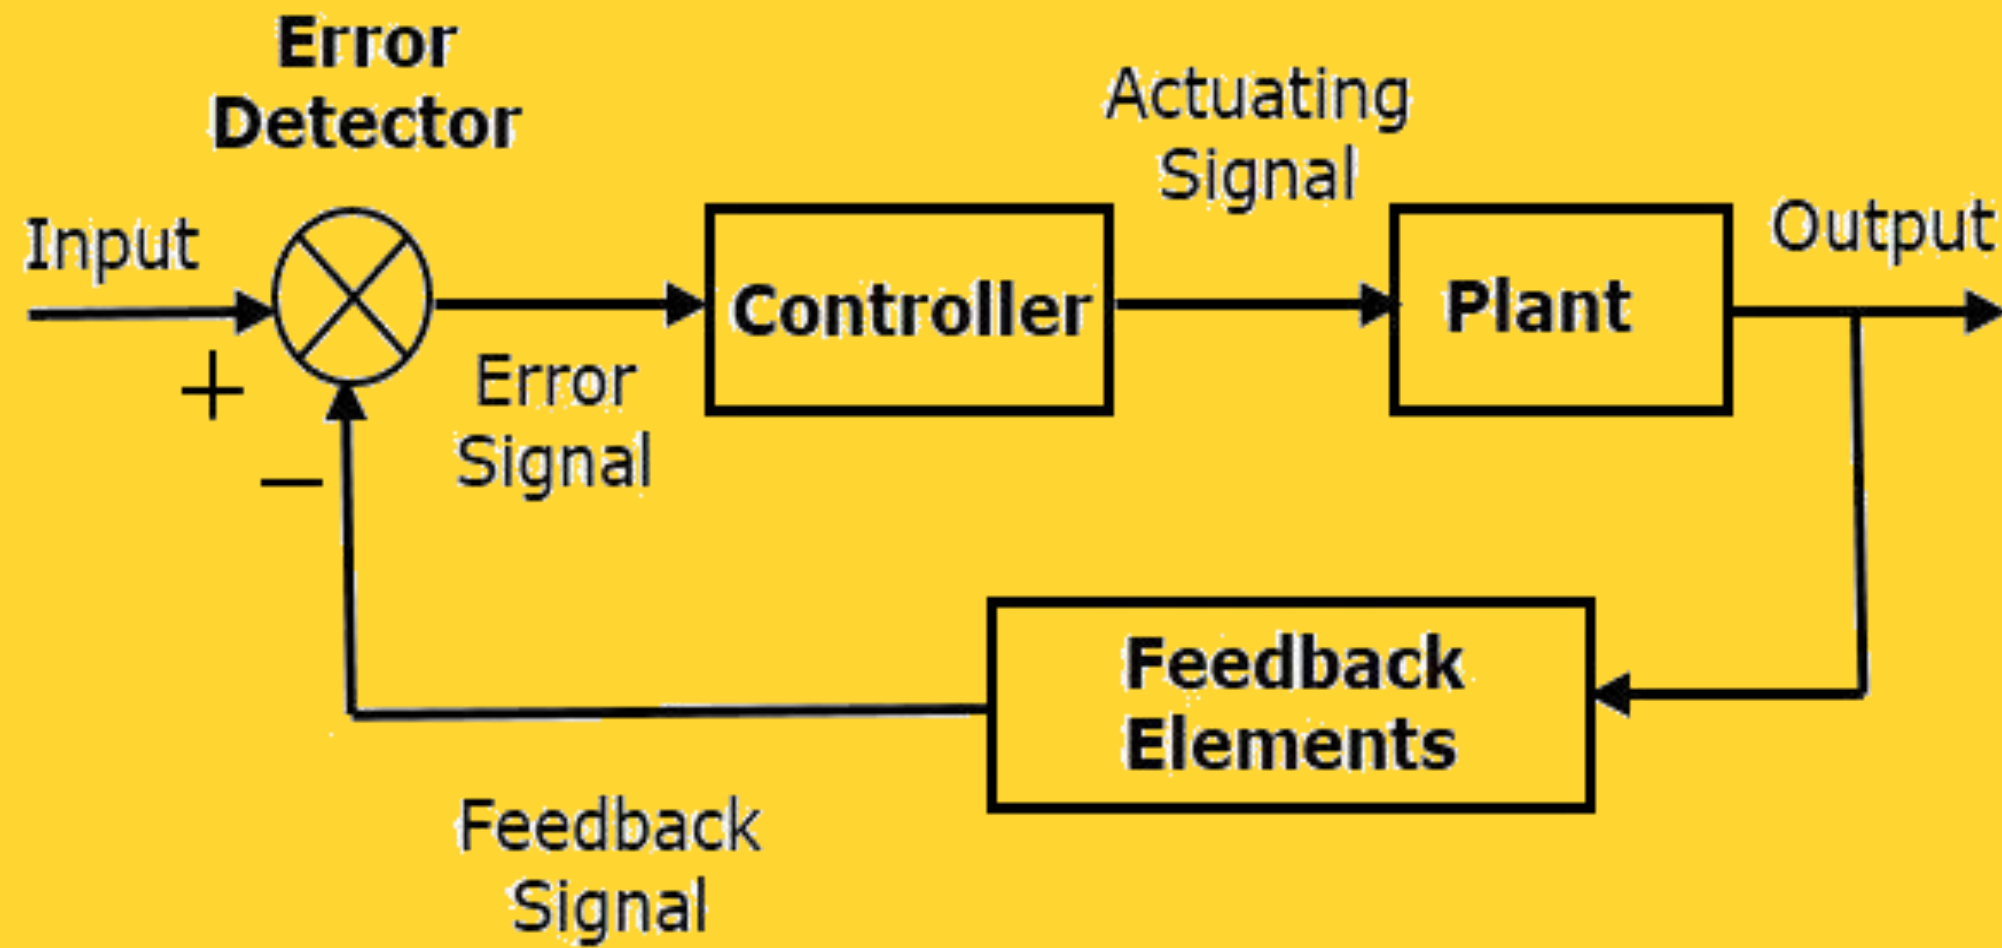 Error
Detector
Actuating
Signal
Input
Output
Controller
Plant
+
Error
Signal
−
Feedback
Elements
Feedback
Signal